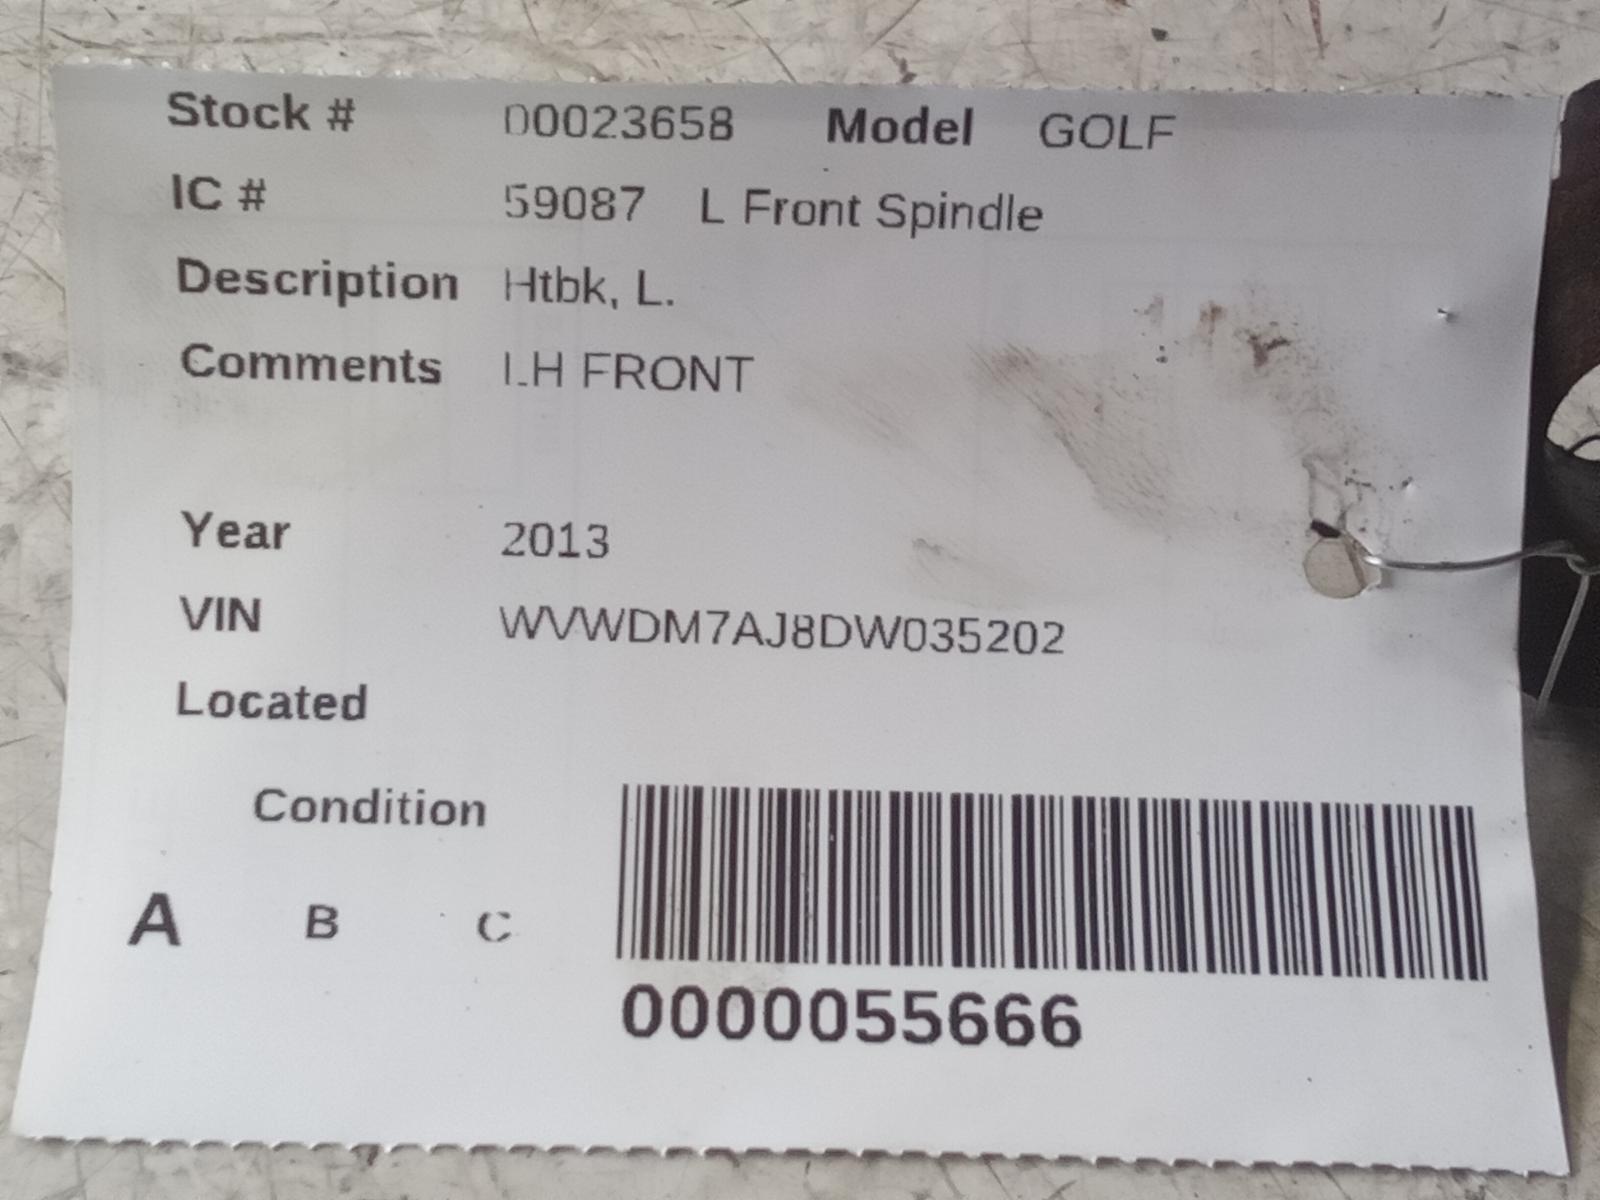 Stock # 00023658 Model GOLF
IC # 59087 L Front Spindle
Description Htbk, L.
Comments LH FRONT
Year 2013
VIN WVWDM7AJ8DW035202
Located
Condition
A B C
0000055666